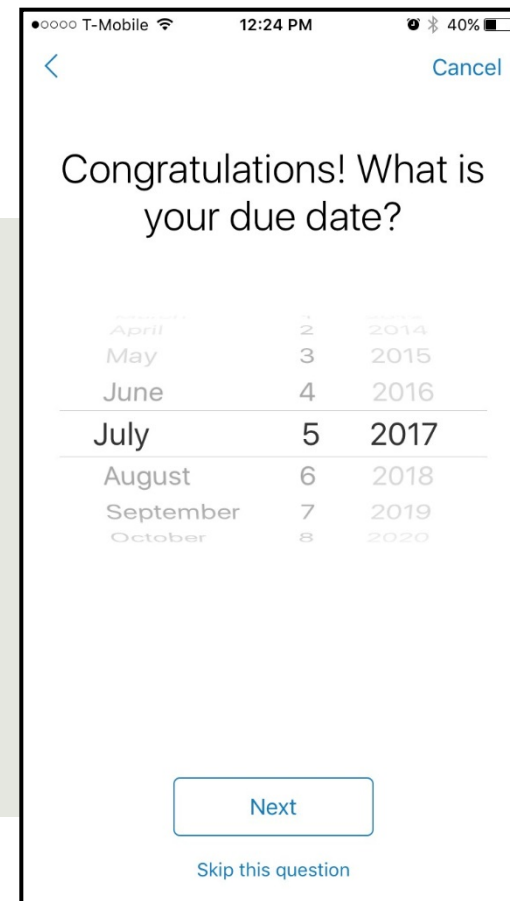 T-Mobile 12:24 PM 40%
Cancel
Congratulations! What is
your due date?
April 2 2014
May 3 2015
June 4 2016
July 5 2017
August 6 2018
September 7 2019
October 8 2020
Next
Skip this question